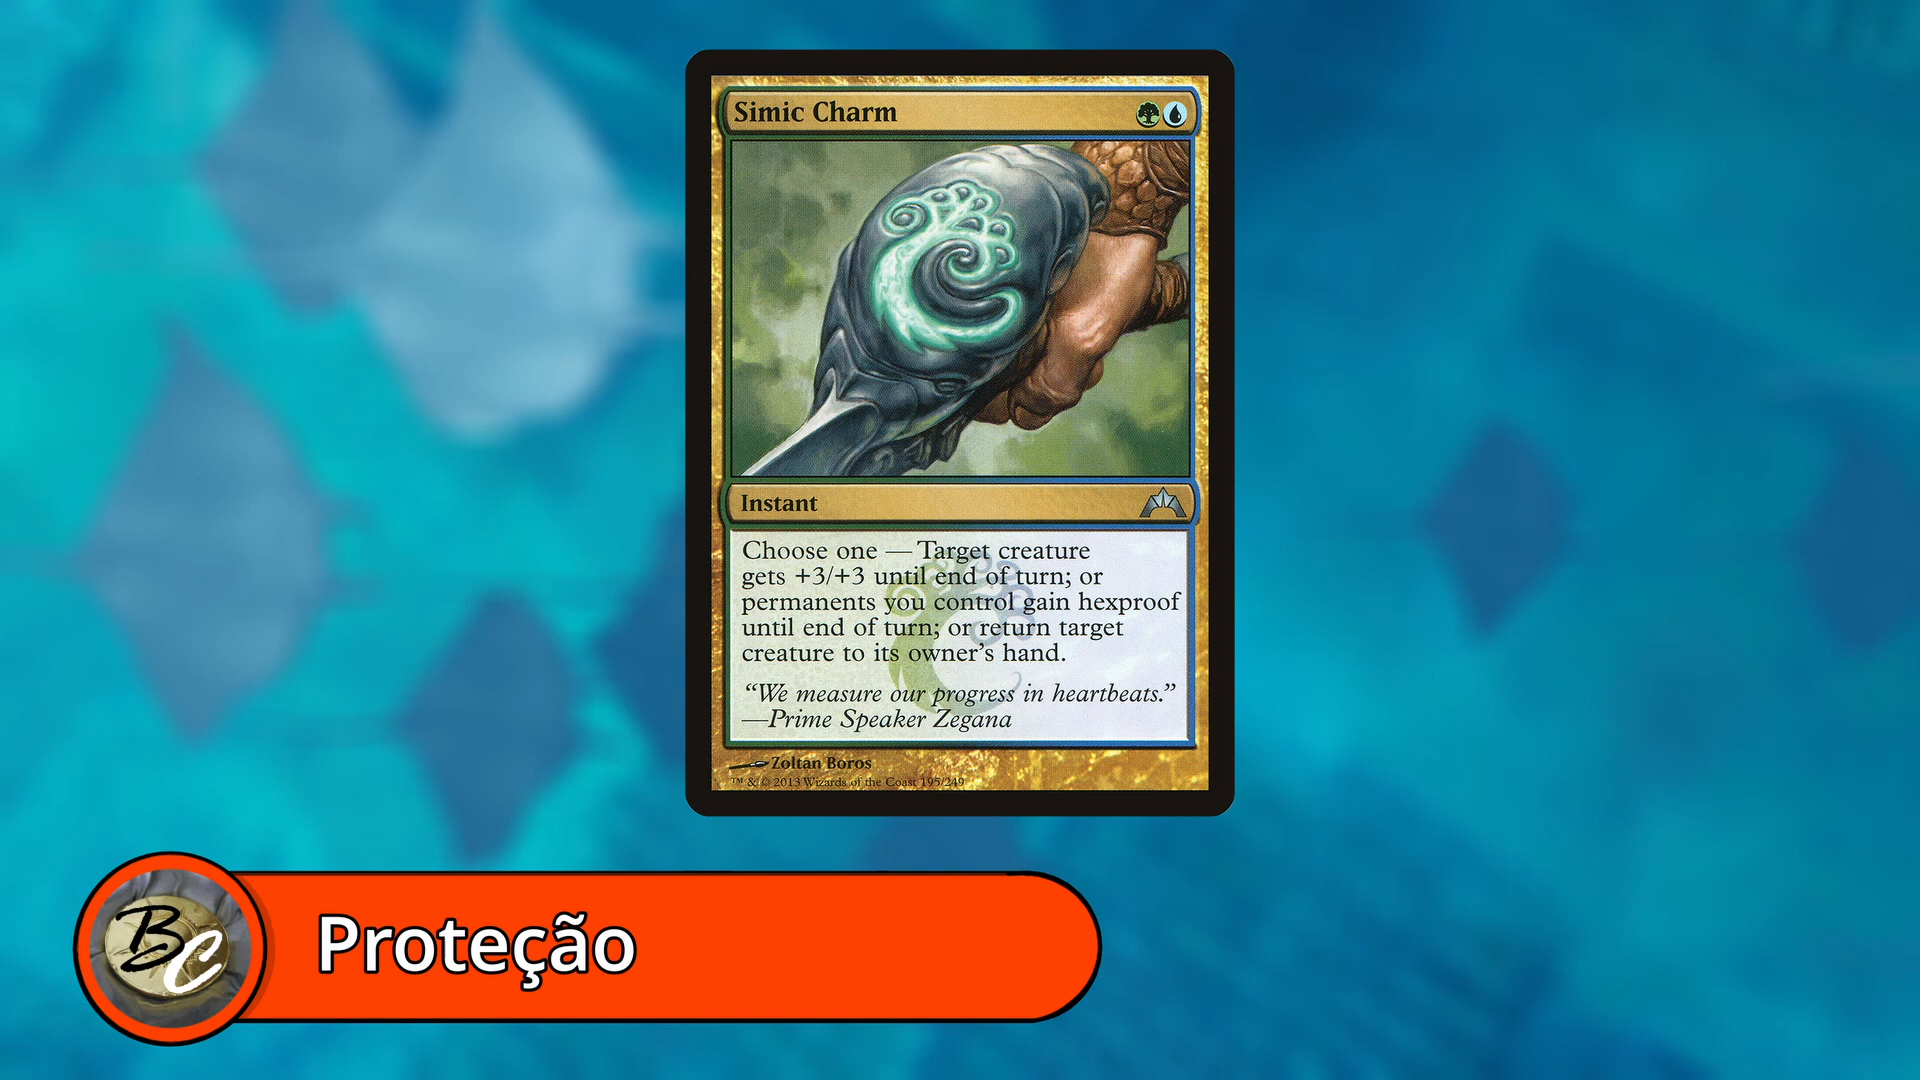 Simic Charm
Instant
Choose one — Target creature
gets +3/+3 until end of turn; or
permanents you control gain hexproof
until end of turn; or return target
creature to its owner's hand.
“We measure our progress in heartbeats.”
—Prime Speaker Zegana
Zoltan Boros
™ & © 2013 Wizards of the Coast 195/249
BC
Proteção